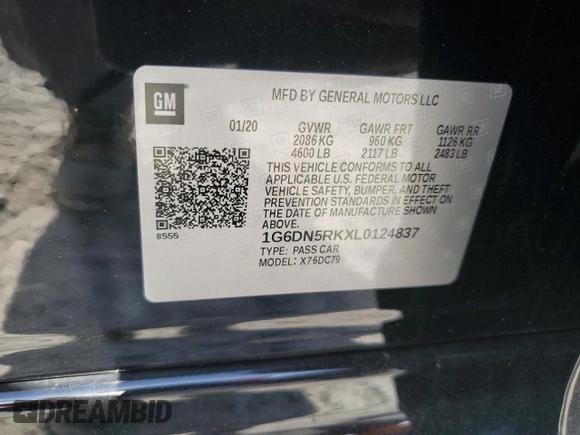 GM
MFD BY GENERAL MOTORS LLC
01/20 GVWR GAWR FRT GAWR RR
2086 KG 960 KG 1126 KG
4600 LB 2117 LB 2483 LB
THIS VEHICLE CONFORMS TO ALL
APPLICABLE U.S. FEDERAL MOTOR
VEHICLE SAFETY, BUMPER, AND THEFT
PREVENTION STANDARDS IN EFFECT ON
THE DATE OF MANUFACTURE SHOWN
ABOVE.
8555
1G6DN5RKXL0124837
TYPE: PASS CAR
MODEL: X76DC79
DREAMBID